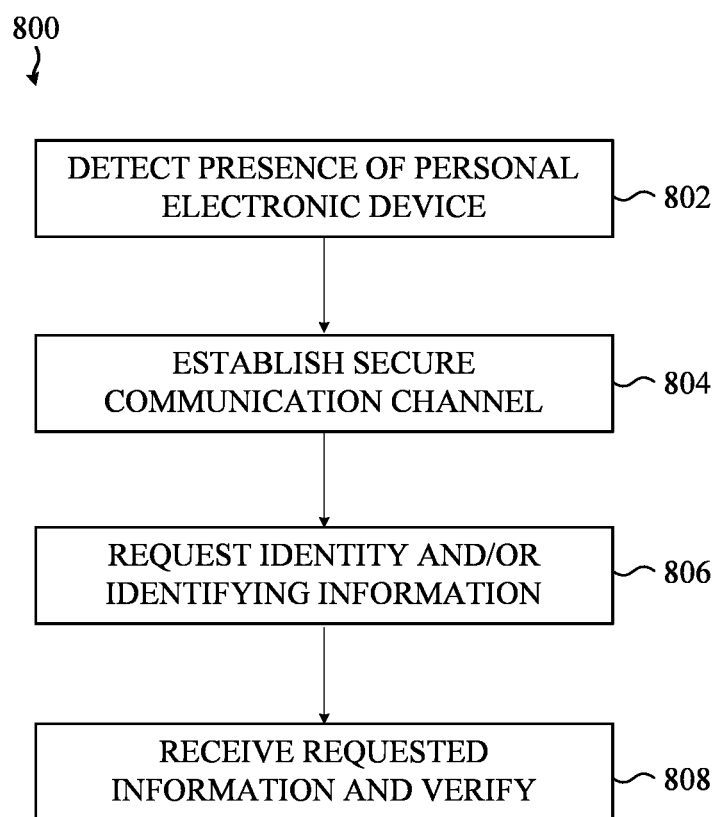 800
DETECT PRESENCE OF PERSONAL
ELECTRONIC DEVICE
802
ESTABLISH SECURE
COMMUNICATION CHANNEL
804
REQUEST IDENTITY AND/OR
IDENTIFYING INFORMATION
806
RECEIVE REQUESTED
INFORMATION AND VERIFY
808